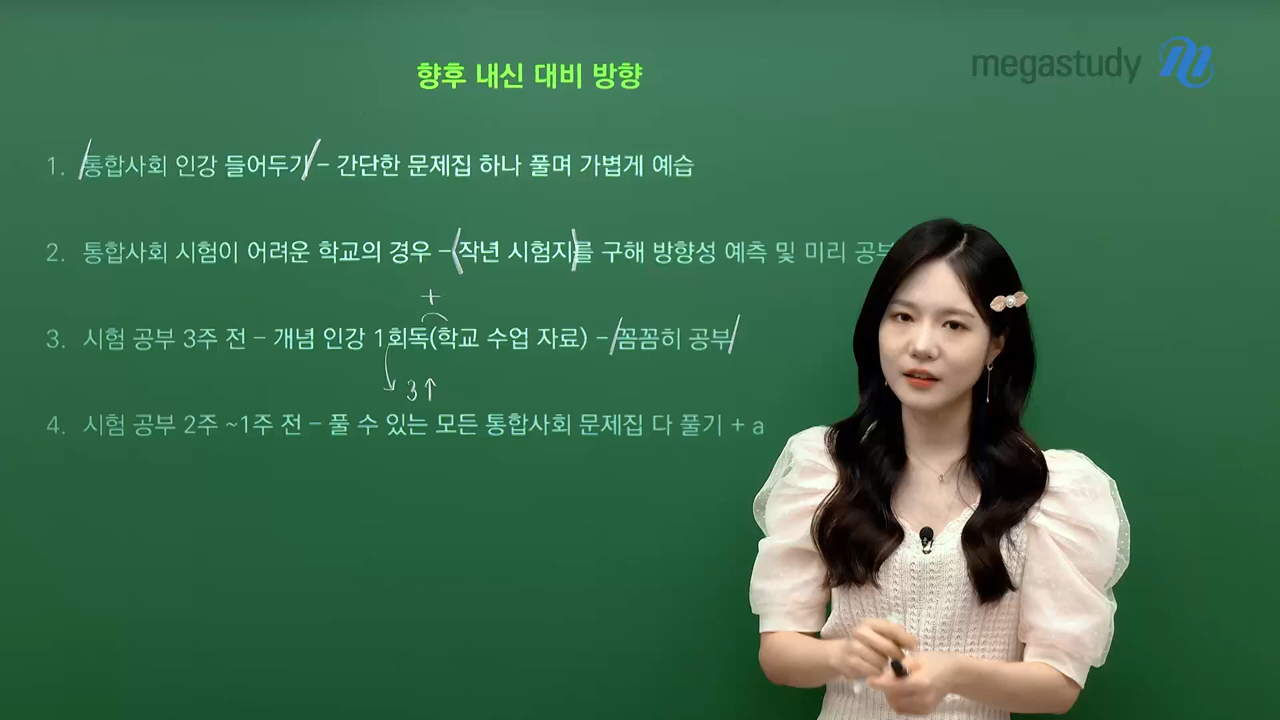 향후 내신 대비 방향
megastudy
1. 통합사회 인강 들어두기 – 간단한 문제집 하나 풀며 가볍게 예습
2. 통합사회 시험이 어려운 학교의 경우 – 작년 시험지를 구해 방향성 예측 및 미리 공부
+
3. 시험 공부 3주 전 – 개념 인강 1회독(학교 수업 자료) – 꼼꼼히 공부
3↑
4. 시험 공부 2주 ~1주 전 – 풀 수 있는 모든 통합사회 문제집 다 풀기 + a